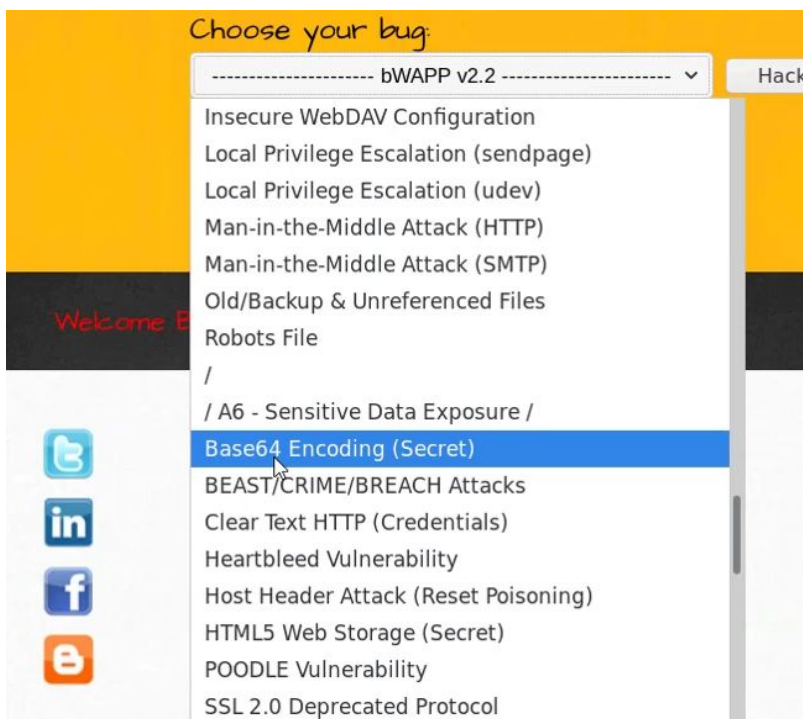 Choose your bug:
---------------------- bWAPP v2.2 -----------------------
Hack
Insecure WebDAV Configuration
Local Privilege Escalation (sendpage)
Local Privilege Escalation (udev)
Man-in-the-Middle Attack (HTTP)
Man-in-the-Middle Attack (SMTP)
Old/Backup & Unreferenced Files
Welcome B
Robots File
/
/ A6 - Sensitive Data Exposure /
Base64 Encoding (Secret)
BEAST/CRIME/BREACH Attacks
in
Clear Text HTTP (Credentials)
Heartbleed Vulnerability
f
Host Header Attack (Reset Poisoning)
HTML5 Web Storage (Secret)
POODLE Vulnerability
SSL 2.0 Deprecated Protocol